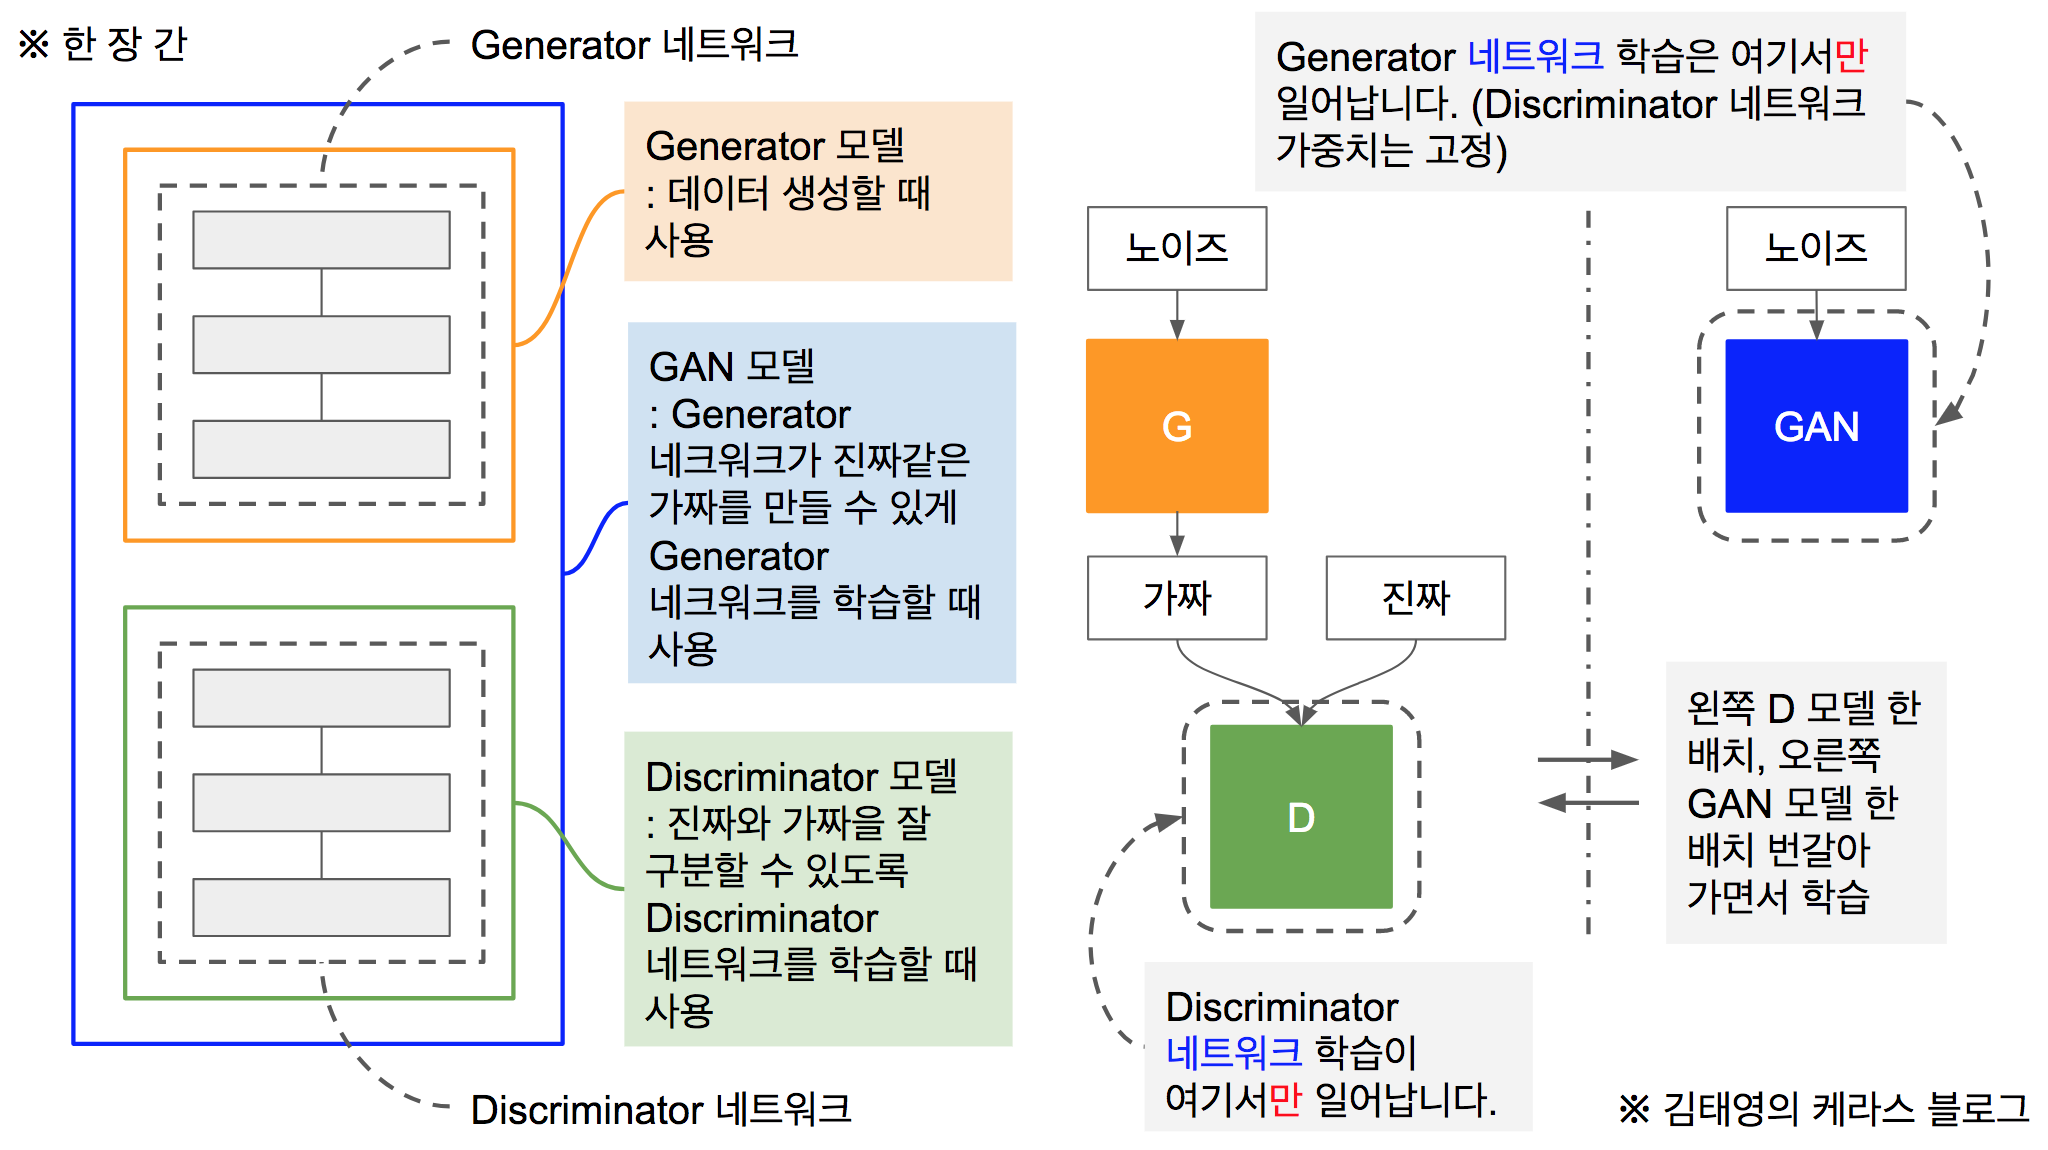 ※ 한 장 간
Generator 네트워크
Generator 모델
: 데이터 생성할 때
사용
GAN 모델
: Generator
네크워크가 진짜같은
가짜를 만들 수 있게
Generator
네크워크를 학습할 때
사용
Discriminator 모델
: 진짜와 가짜을 잘
구분할 수 있도록
Discriminator
네트워크를 학습할 때
사용
Discriminator 네트워크
Generator 네트워크 학습은 여기서만
일어납니다. (Discriminator 네트워크
가중치는 고정)
노이즈
G
가짜
진짜
D
Discriminator
네트워크 학습이
여기서만 일어납니다.
노이즈
GAN
왼쪽 D 모델 한
배치, 오른쪽
GAN 모델 한
배치 번갈아
가면서 학습
※ 김태영의 케라스 블로그